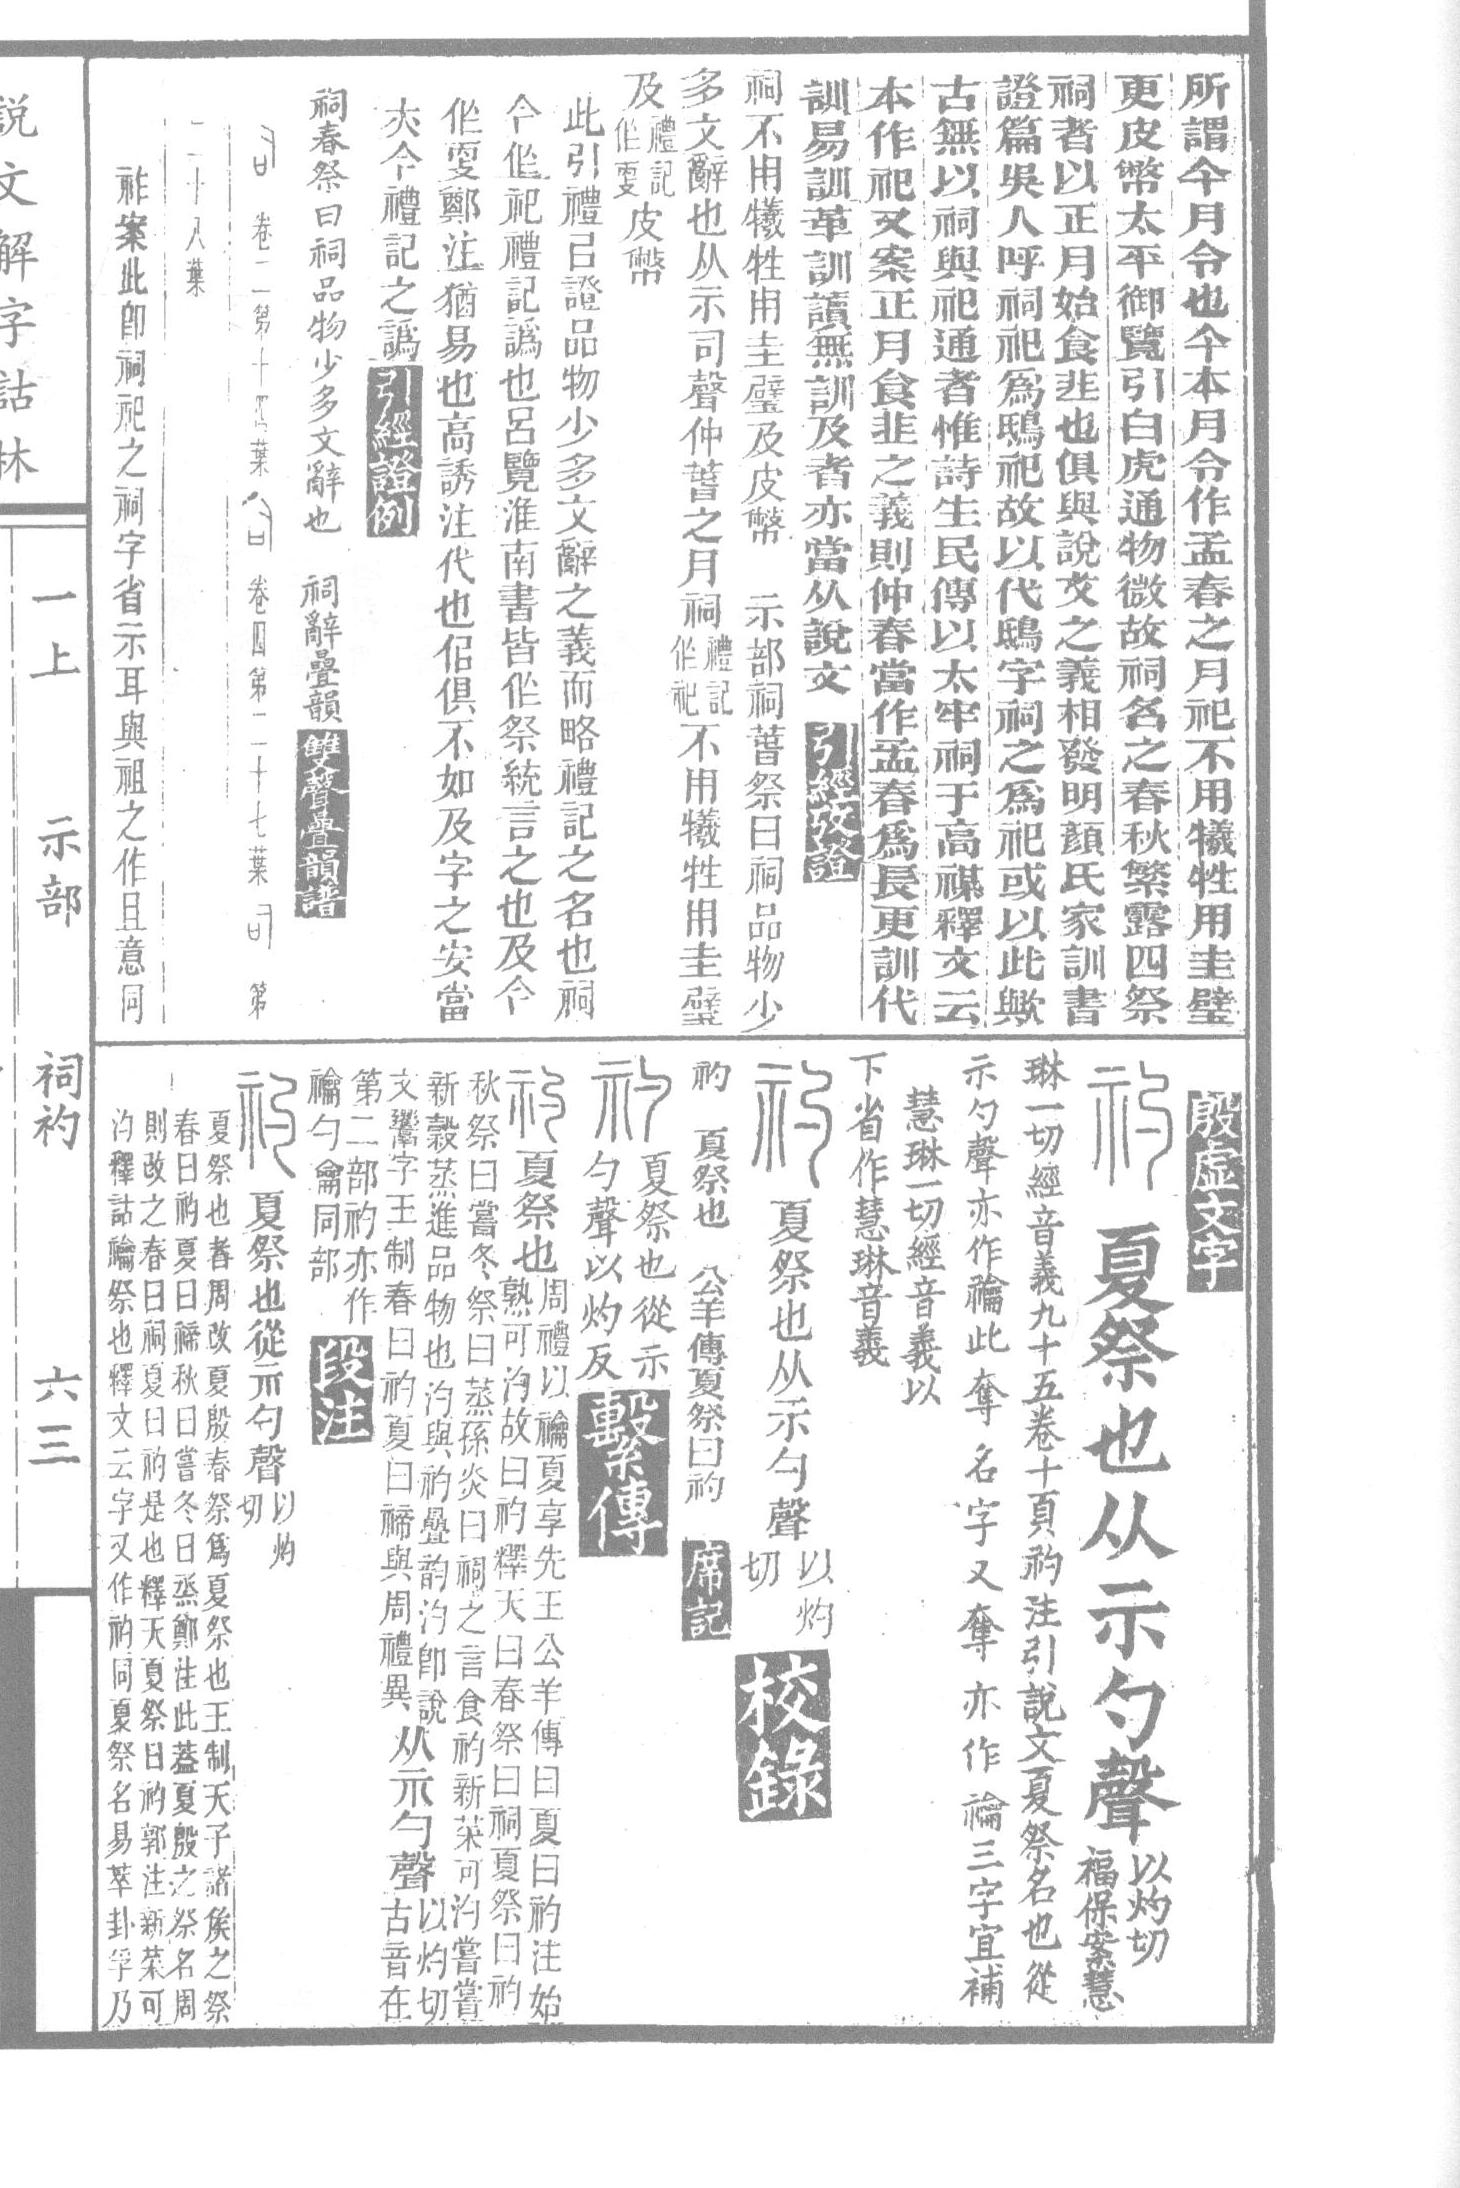 所謂今月令也今本月令作孟春之月祀不用犧牲用圭璧
更皮幣太平御覽引白虎通物微故祠名之春秋繁露四祭
祠者以正月始食韭也俱與說文之義相發明顏氏家訓書
證篇吳人呼祠祀爲鴟祀故以代鴟字祠之爲祀或以此歟
古無以祠與祀通者惟詩生民傳以太牢祠于高禖釋文云
本作祀又案正月食韭之義則仲春當作孟春爲長更訓代
訓易訓革訓讀無訓及者亦當从說文 引經攷證
祠不用犧牲用圭璧及皮幣 示部祠䓘祭曰祠品物少
多文辭也从示司聲仲萅之月祠禮記作祀不用犧牲用圭璧
及禮記作更皮幣
此引禮㠯證品物少多文辭之義而略禮記之名也祠
今作祀禮記譌也呂覽淮南書皆作祭統言之也及今
作更鄭注猶易也高誘注代也佀俱不如及字之安當
亦今禮記之譌 引經證例
祠春祭曰祠品物少多文辭也 祠辭疊韻 雙聲疊韻譜
卷二第十四葉 卷四第二十七葉 第
二十八葉
祚案此卽祠祀之祠字省示耳與祖之作且意同
殷虛文字
礿 夏祭也从示勺聲 以灼切 福保案慧
琳一切經音義九十五卷十頁礿注引說文夏祭名也從
示勺聲亦作禴此奪名字又奪亦作禴三字宜補
慧琳一切經音義以
下省作慧琳音義
礿 夏祭也从示勺聲 以灼切 校錄
礿 夏祭也 公羊傳夏祭曰礿 席記
礿 夏祭也從示
勺聲以灼反 繫傳
礿 夏祭也 周禮以禴夏享先王公羊傳曰夏曰礿注始
熟可汋故曰礿釋天曰春祭曰祠夏祭曰礿
秋祭曰嘗冬祭曰蒸孫炎曰祠之言食礿新菜可汋嘗嘗
新穀蒸進品物也汋與礿疊韵汋卽說
文䰞字王制春曰礿夏曰禘與周禮異 从示勺聲 以灼切 古音在
第二部礿亦作
禴勺龠同部 段注
礿 夏祭也從示勺聲 以灼切
夏祭也者周改夏殷春祭爲夏祭也王制天子諸侯之祭
春曰礿夏曰禘秋曰嘗冬曰烝鄭注此蓋夏殷之祭名周
則改之春曰祠夏曰礿是也釋天夏祭曰礿郭注新菜可
汋釋詁禴祭也釋文云字又作礿同夏祭名易萃卦孚乃
說文解字詁林
一上 示部 祠礿 六三